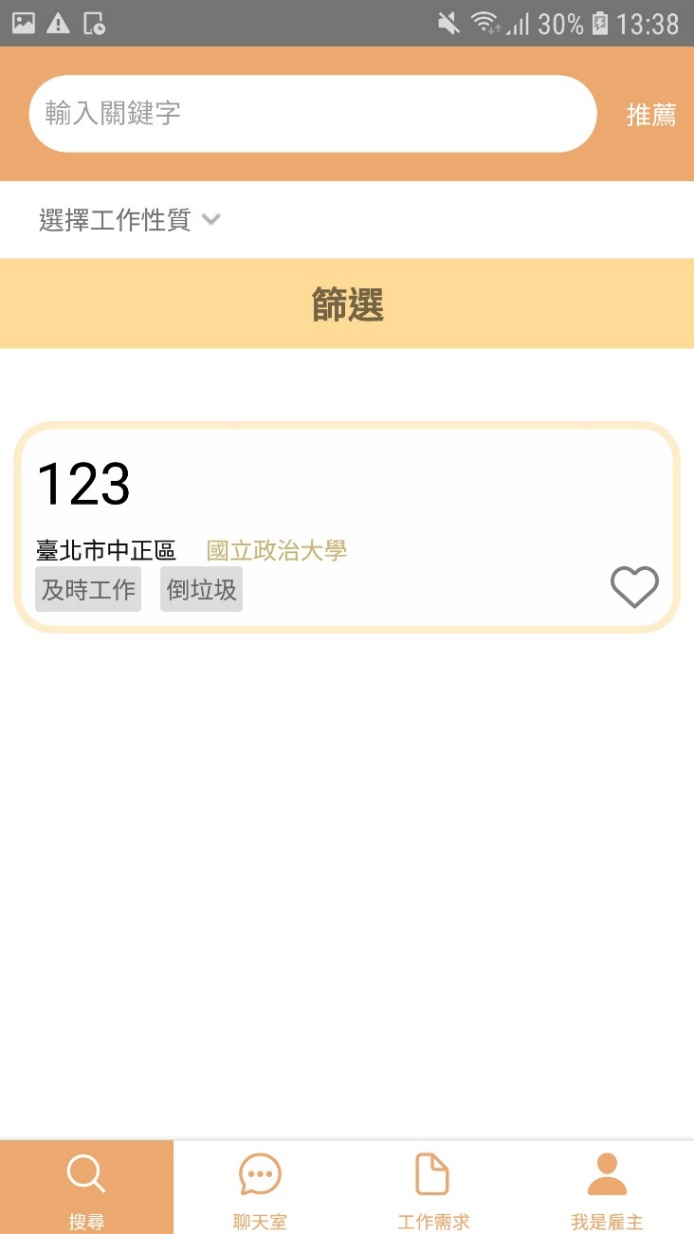 30% 13:38
輸入關鍵字 推薦
選擇工作性質
篩選
123
臺北市中正區 國立政治大學
及時工作 倒垃圾
搜尋 聊天室 工作需求 我是雇主